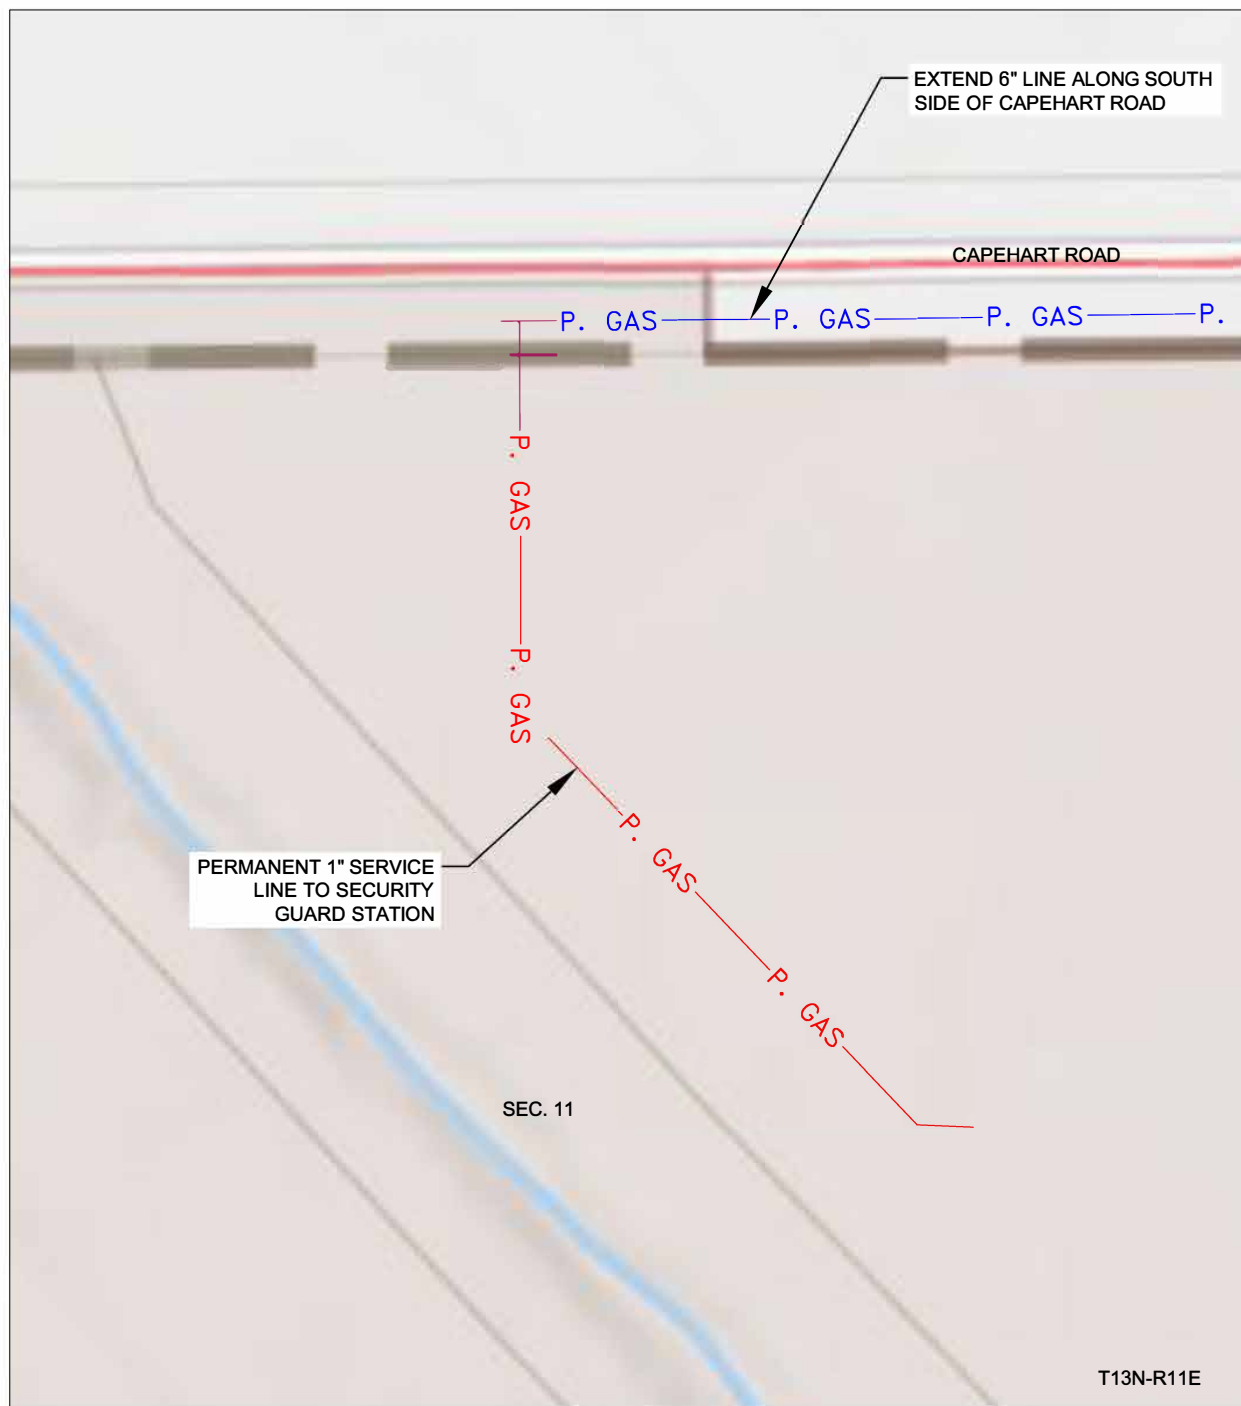 EXTEND 6" LINE ALONG SOUTH
SIDE OF CAPEHART ROAD
CAPEHART ROAD
P. GAS P. GAS P. GAS P.
P. GAS
P. GAS
PERMANENT 1" SERVICE
LINE TO SECURITY
GUARD STATION
P. GAS
P. GAS
SEC. 11
T13N-R11E